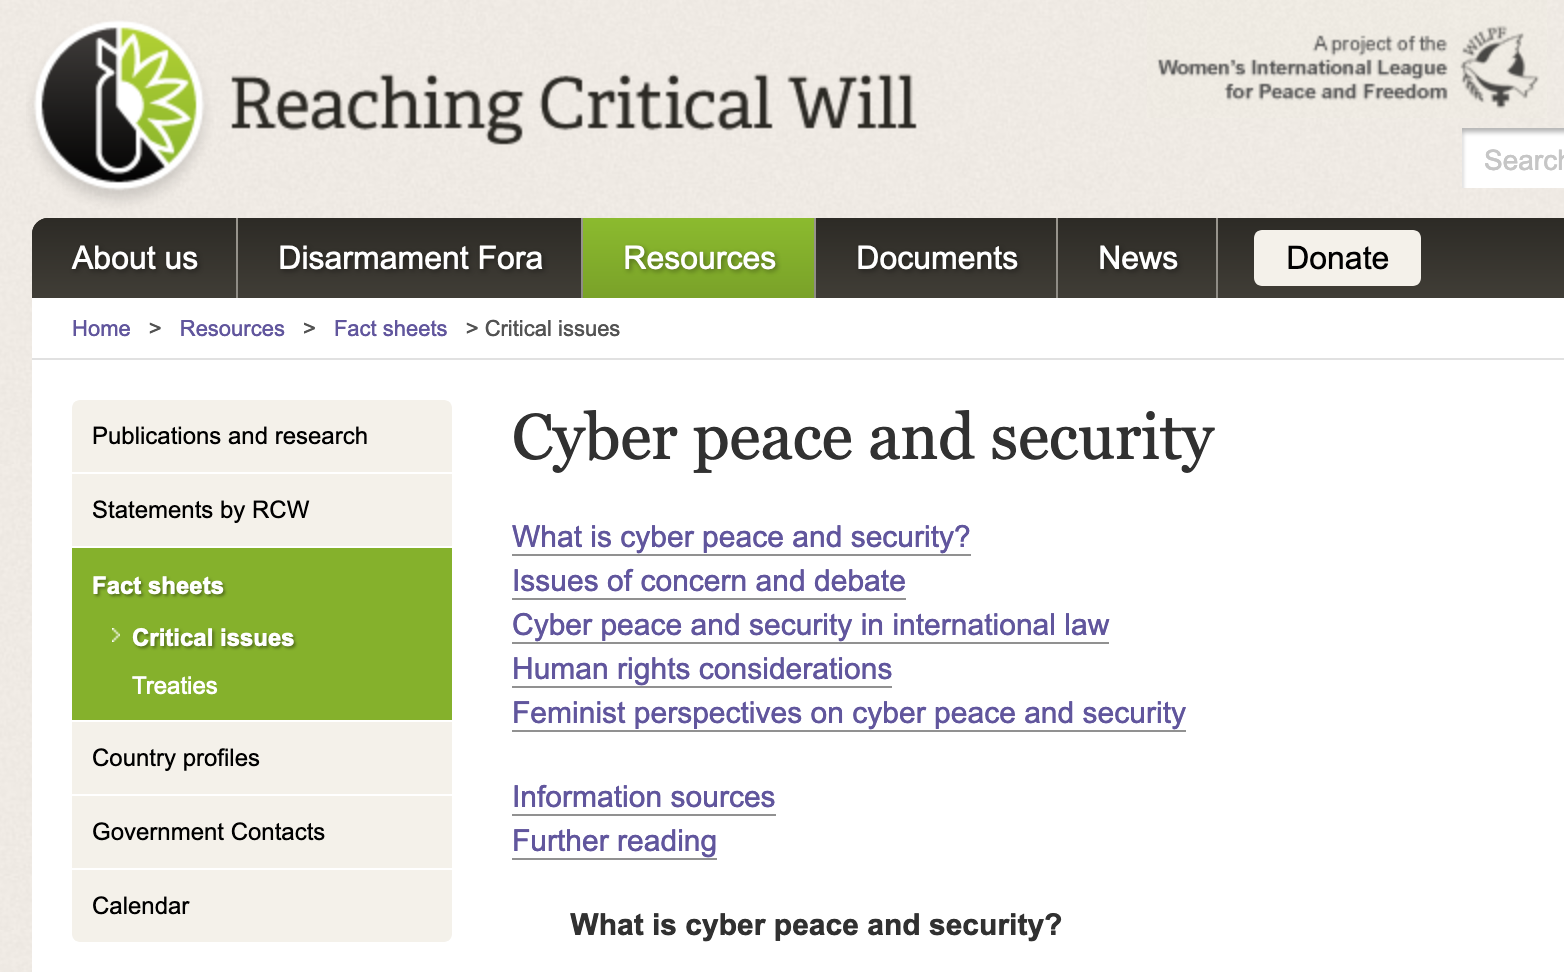 Reaching Critical Will
A project of the
Women's International League
for Peace and Freedom
WILPF
Search
About us
Disarmament Fora
Resources
Documents
News
Donate
Home > Resources > Fact sheets > Critical issues
Publications and research
Statements by RCW
Fact sheets
Critical issues
Treaties
Country profiles
Government Contacts
Calendar
Cyber peace and security
What is cyber peace and security?
Issues of concern and debate
Cyber peace and security in international law
Human rights considerations
Feminist perspectives on cyber peace and security
Information sources
Further reading
What is cyber peace and security?